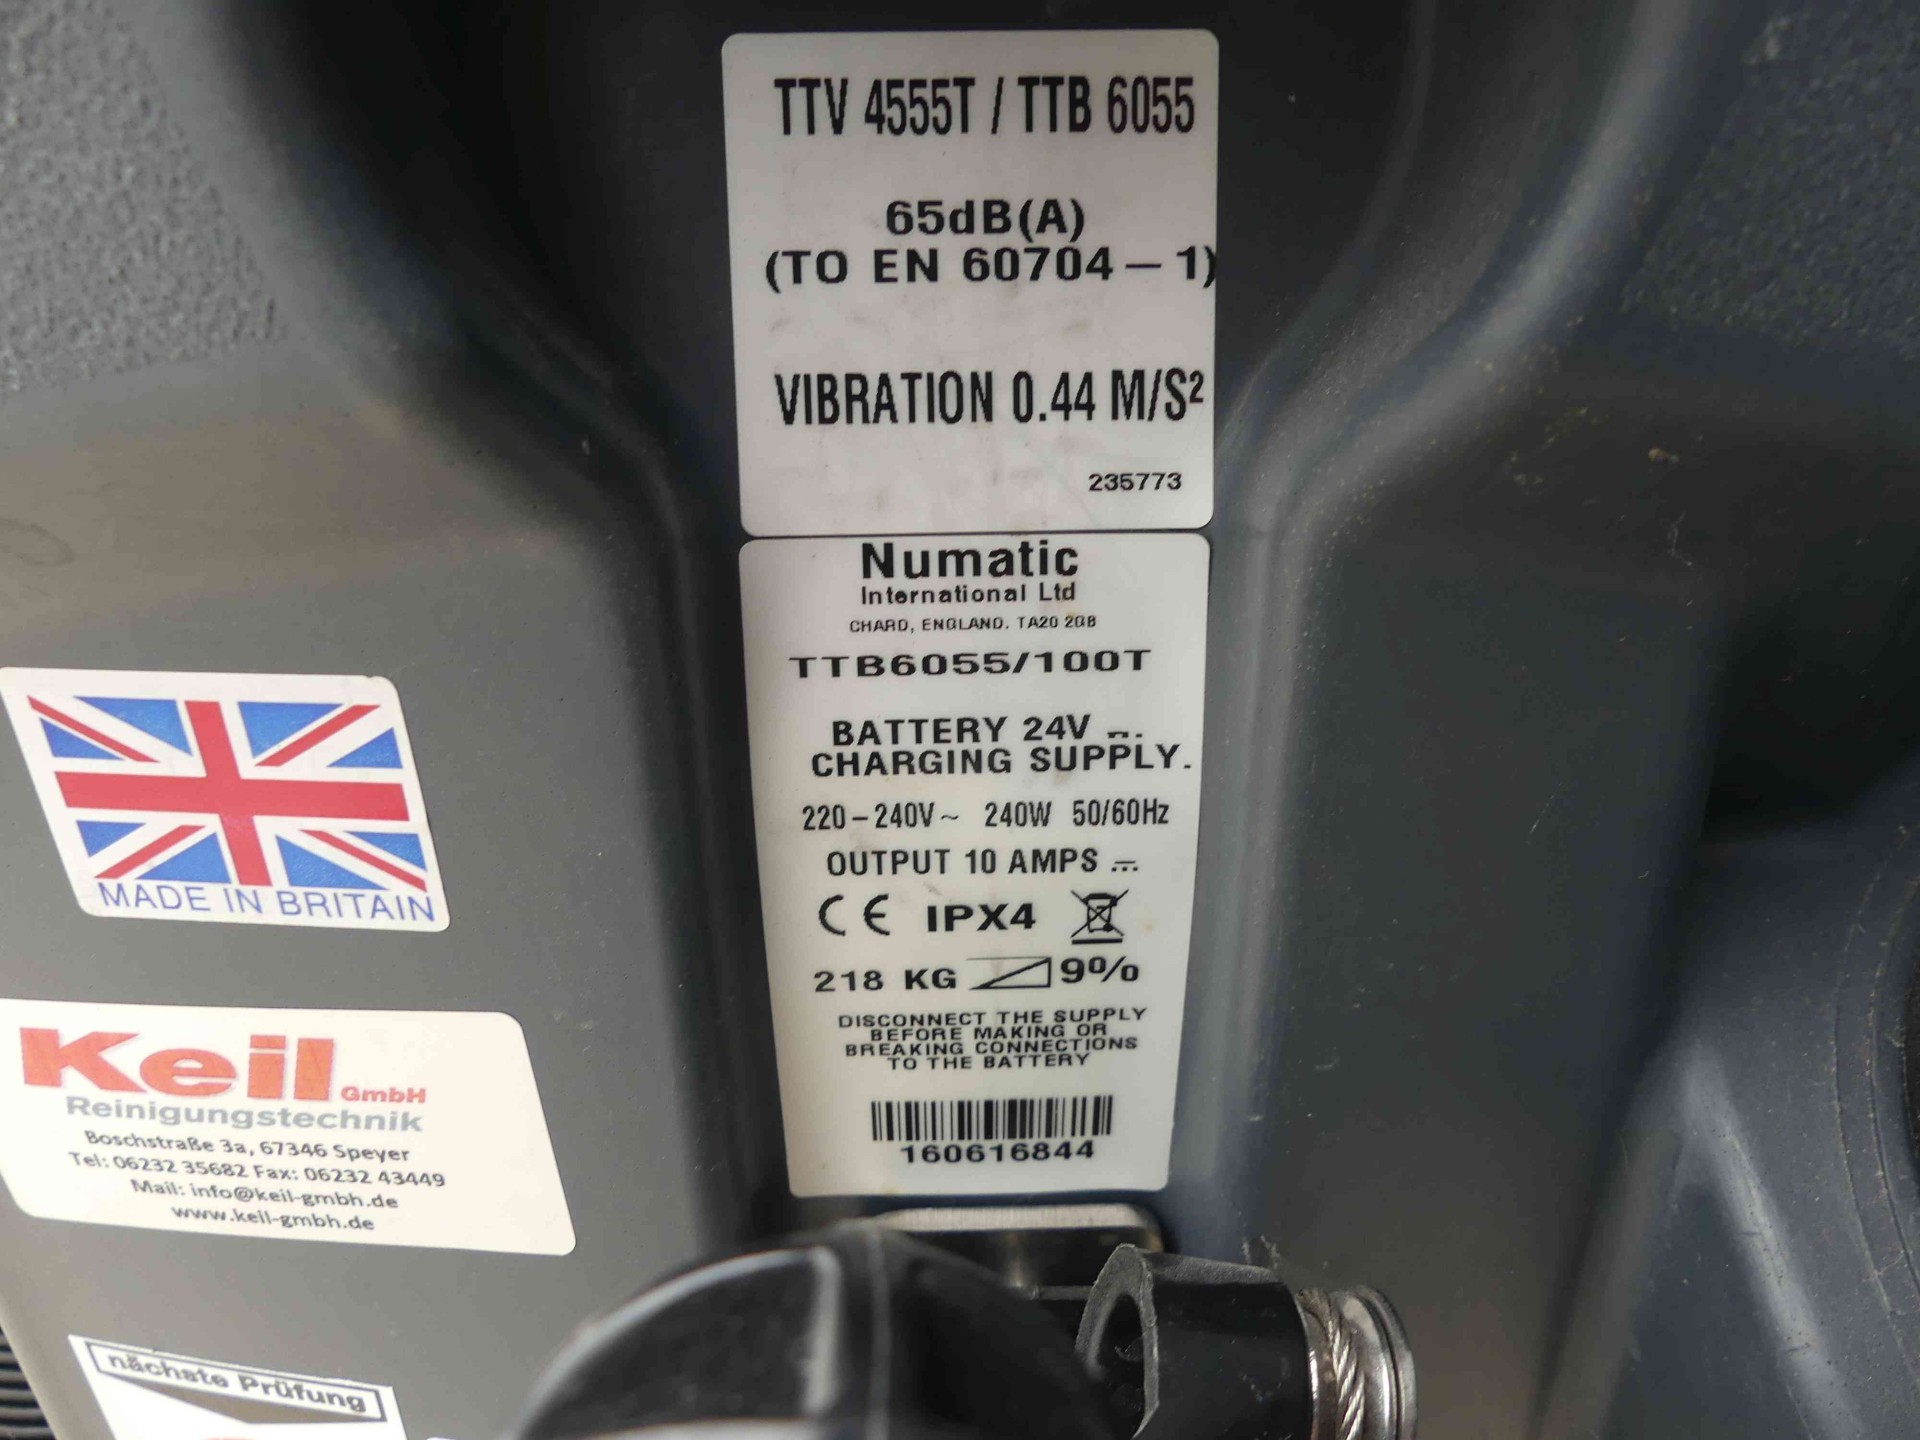 TTV 4555T / TTB 6055
65dB(A)
(TO EN 60704 – 1)
VIBRATION 0.44 M/S²
235773
Numatic
International Ltd
CHARD, ENGLAND. TA20 2GB
TTB6055/100T
BATTERY 24V ⎓
CHARGING SUPPLY.
220 – 240V ~ 240W 50/60Hz
OUTPUT 10 AMPS ⎓
CE IPX4
218 KG 9%
DISCONNECT THE SUPPLY
BEFORE MAKING OR
BREAKING CONNECTIONS
TO THE BATTERY
160616844
MADE IN BRITAIN
Keil GmbH
Reinigungstechnik
Boschstraße 3a, 67346 Speyer
Tel: 06232 35682 Fax: 06232 43449
Mail: info@keil-gmbh.de
www.keil-gmbh.de
nächste Prüfung